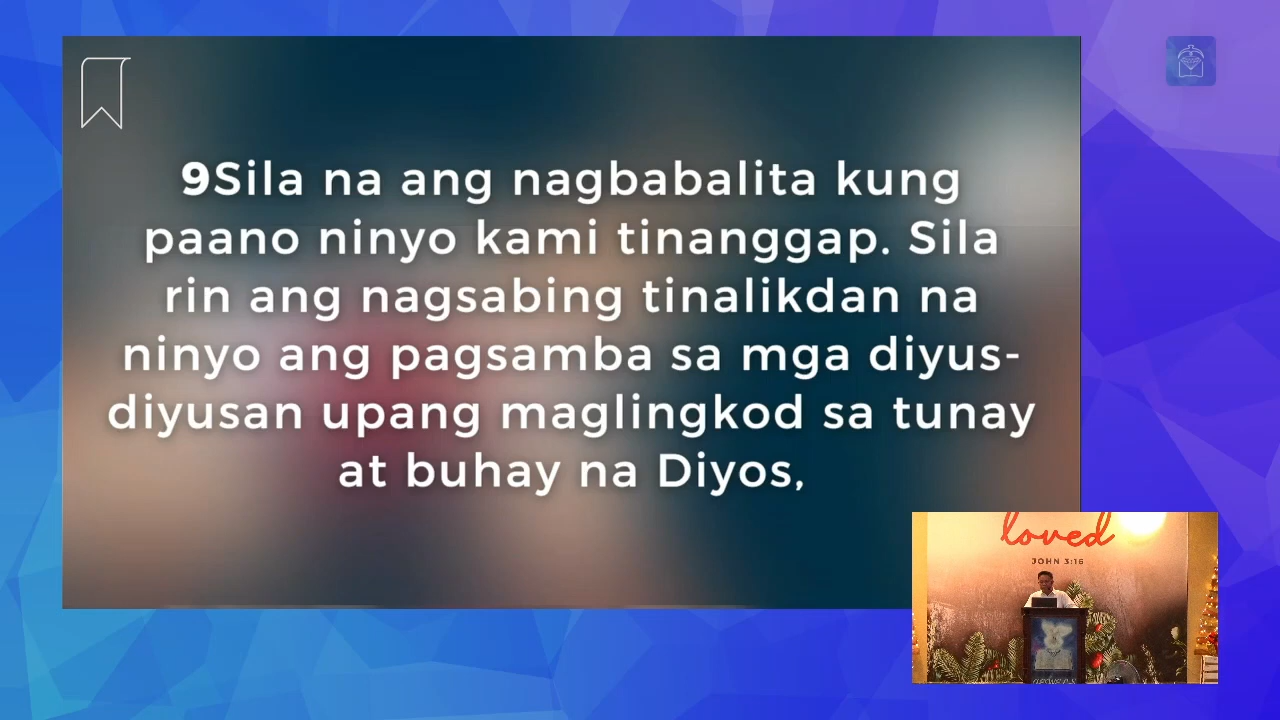 9Sila na ang nagbabalita kung
paano ninyo kami tinanggap. Sila
rin ang nagsabing tinalikdan na
ninyo ang pagsamba sa mga diyus-
diyusan upang maglingkod sa tunay
at buhay na Diyos,
loved
JOHN 3:16